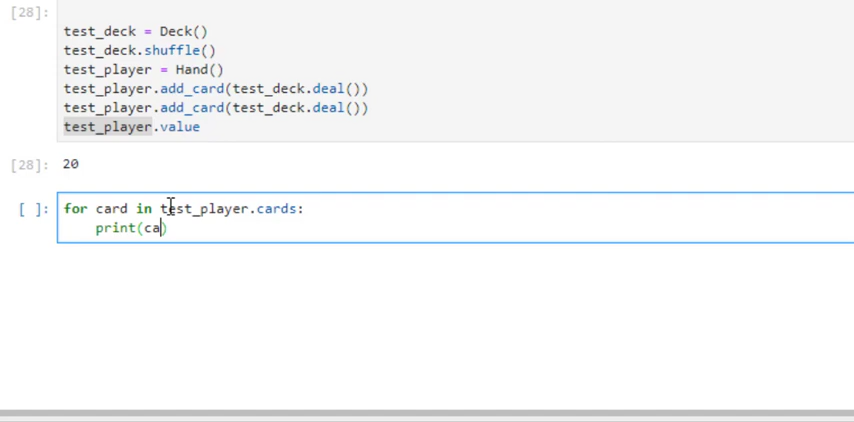 [28]:
test_deck = Deck()
test_deck.shuffle()
test_player = Hand()
test_player.add_card(test_deck.deal())
test_player.add_card(test_deck.deal())
test_player.value
[28]: 20
[ ]: for card in test_player.cards:
    print(ca)